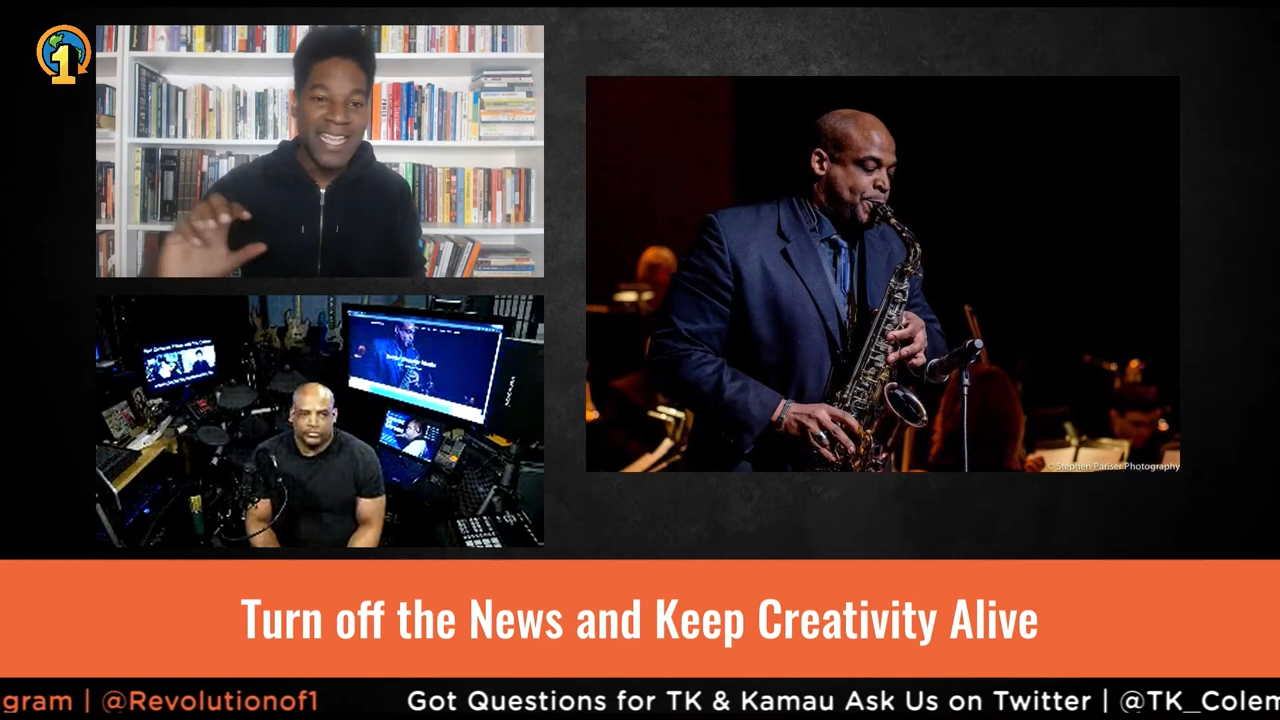 1
© Stephen Pariser Photography
Turn off the News and Keep Creativity Alive
gram | @Revolutionof1 Got Questions for TK & Kamau Ask Us on Twitter | @TK_Colem